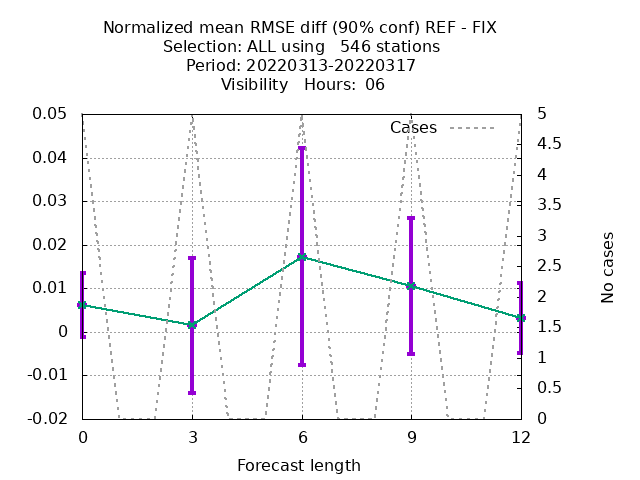 Normalized mean RMSE diff (90% conf) REF - FIX
Selection: ALL using   546 stations
Period: 20220313-20220317
Visibility   Hours:  06
Cases
0.05
0.04
0.03
0.02
0.01
0
-0.01
-0.02
5
4.5
4
3.5
3
2.5
2
1.5
1
0.5
0
No cases
0 3 6 9 12
Forecast length